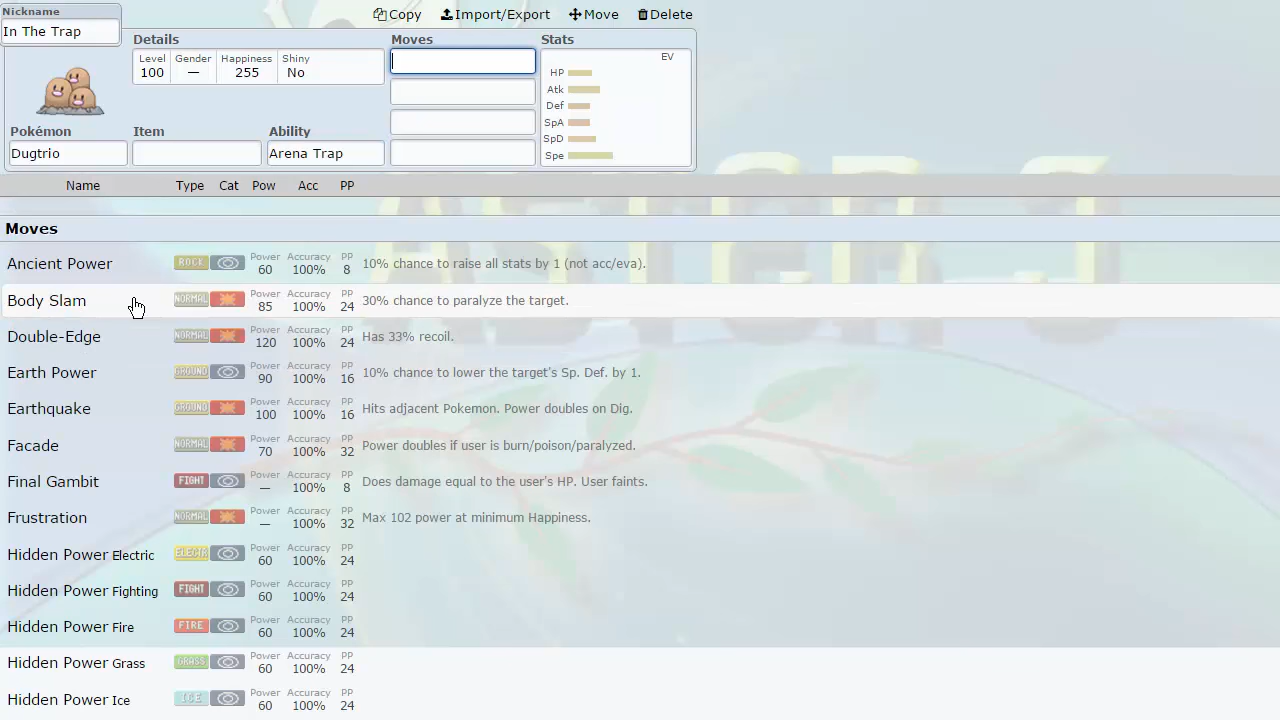 Nickname
In The Trap
Copy Import/Export Move Delete
Details
Level Gender Happiness Shiny
100 — 255 No
Moves
Stats
EV
HP
Atk
Def
SpA
SpD
Spe
Pokémon Item Ability
Dugtrio Arena Trap
Name Type Cat Pow Acc PP
Moves
Ancient Power ROCK Power 60 Accuracy 100% PP 8 10% chance to raise all stats by 1 (not acc/eva).
Body Slam NORMAL Power 85 Accuracy 100% PP 24 30% chance to paralyze the target.
Double-Edge NORMAL Power 120 Accuracy 100% PP 24 Has 33% recoil.
Earth Power GROUND Power 90 Accuracy 100% PP 16 10% chance to lower the target's Sp. Def. by 1.
Earthquake GROUND Power 100 Accuracy 100% PP 16 Hits adjacent Pokemon. Power doubles on Dig.
Facade NORMAL Power 70 Accuracy 100% PP 32 Power doubles if user is burn/poison/paralyzed.
Final Gambit FIGHT Power — Accuracy 100% PP 8 Does damage equal to the user's HP. User faints.
Frustration NORMAL Power — Accuracy 100% PP 32 Max 102 power at minimum Happiness.
Hidden Power Electric ELECTR Power 60 Accuracy 100% PP 24
Hidden Power Fighting FIGHT Power 60 Accuracy 100% PP 24
Hidden Power Fire FIRE Power 60 Accuracy 100% PP 24
Hidden Power Grass GRASS Power 60 Accuracy 100% PP 24
Hidden Power Ice ICE Power 60 Accuracy 100% PP 24